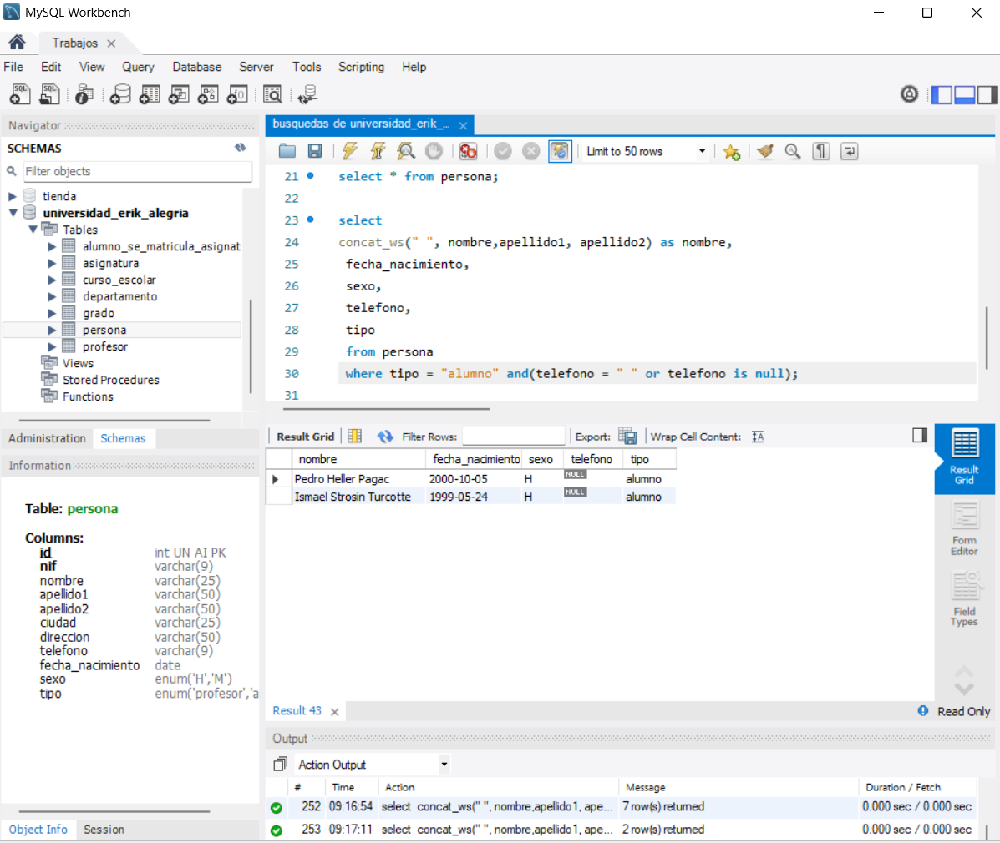 MySQL Workbench
Trabajos
File Edit View Query Database Server Tools Scripting Help
Navigator
SCHEMAS
Filter objects
tienda
universidad_erik_alegria
Tables
alumno_se_matricula_asignat
asignatura
curso_escolar
departamento
grado
persona
profesor
Views
Stored Procedures
Functions
Administration Schemas
Information
Table: persona
Columns:
id int UN AI PK
nif varchar(9)
nombre varchar(25)
apellido1 varchar(50)
apellido2 varchar(50)
ciudad varchar(25)
direccion varchar(50)
telefono varchar(9)
fecha_nacimiento date
sexo enum('H','M')
tipo enum('profesor','a
Object Info Session
busquedas de universidad_erik_...
Limit to 50 rows
21 select * from persona;
22
23 select
24 concat_ws(" ", nombre,apellido1, apellido2) as nombre,
25 fecha_nacimiento,
26 sexo,
27 telefono,
28 tipo
29 from persona
30 where tipo = "alumno" and(telefono = " " or telefono is null);
31
Result Grid Filter Rows: Export: Wrap Cell Content:
nombre fecha_nacimiento sexo telefono tipo
Pedro Heller Pagac 2000-10-05 H NULL alumno
Ismael Strosin Turcotte 1999-05-24 H NULL alumno
Result
Grid
Form
Editor
Field
Types
Result 43
Read Only
Output
Action Output
# Time Action Message Duration / Fetch
252 09:16:54 select concat_ws(" ", nombre,apellido1, ape... 7 row(s) returned 0.000 sec / 0.000 sec
253 09:17:11 select concat_ws(" ", nombre,apellido1, ape... 2 row(s) returned 0.000 sec / 0.000 sec